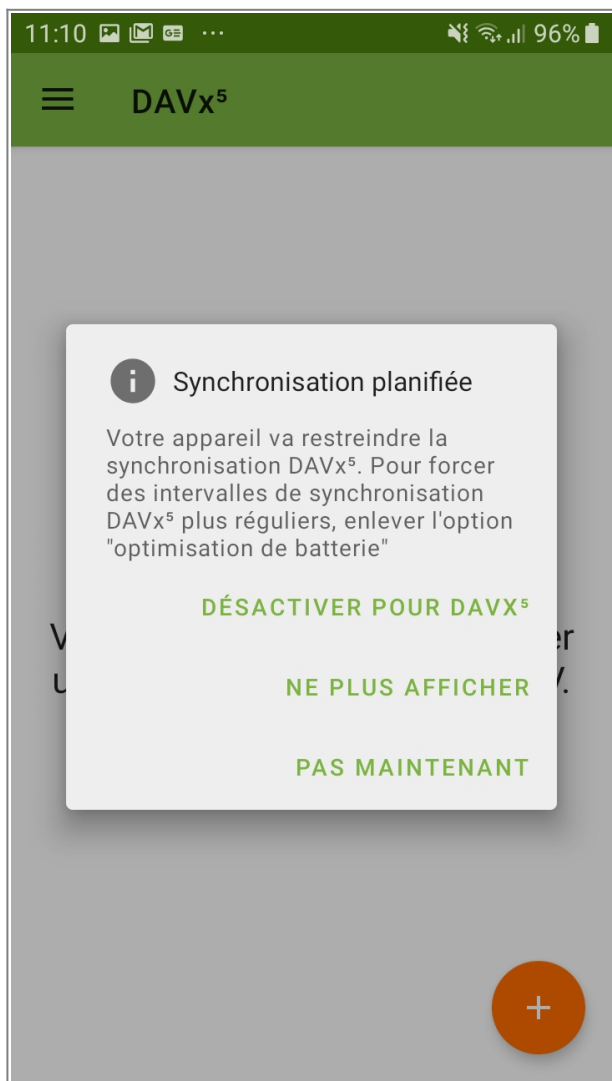 11:10
96%
DAVx⁵
Synchronisation planifiée
Votre appareil va restreindre la
synchronisation DAVx⁵. Pour forcer
des intervalles de synchronisation
DAVx⁵ plus réguliers, enlever l'option
"optimisation de batterie"
DÉSACTIVER POUR DAVX⁵
NE PLUS AFFICHER
PAS MAINTENANT
+